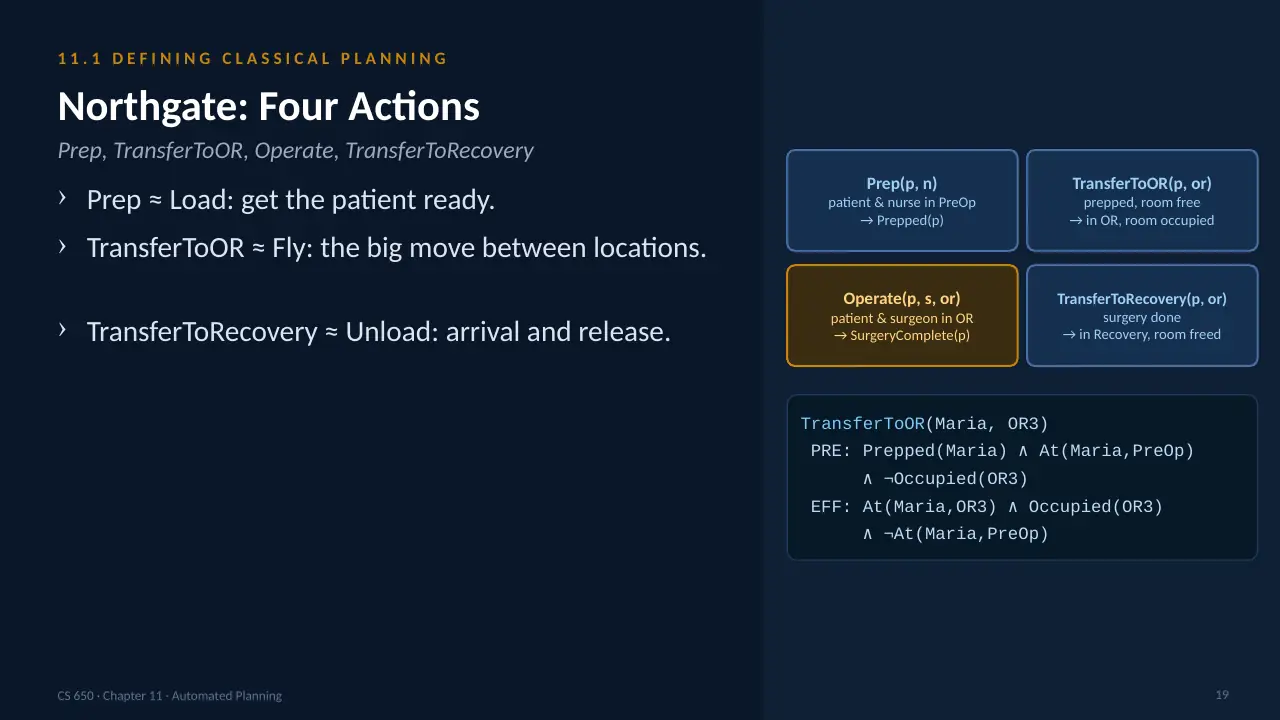 11.1 DEFINING CLASSICAL PLANNING
Northgate: Four Actions
Prep, TransferToOR, Operate, TransferToRecovery
› Prep ≈ Load: get the patient ready.
› TransferToOR ≈ Fly: the big move between locations.
› TransferToRecovery ≈ Unload: arrival and release.
Prep(p, n)
patient & nurse in PreOp
→ Prepped(p)
TransferToOR(p, or)
prepped, room free
→ in OR, room occupied
Operate(p, s, or)
patient & surgeon in OR
→ SurgeryComplete(p)
TransferToRecovery(p, or)
surgery done
→ in Recovery, room freed
TransferToOR(Maria, OR3)
PRE: Prepped(Maria) ∧ At(Maria,PreOp)
∧ ¬Occupied(OR3)
EFF: At(Maria,OR3) ∧ Occupied(OR3)
∧ ¬At(Maria,PreOp)
CS 650 · Chapter 11 · Automated Planning
19